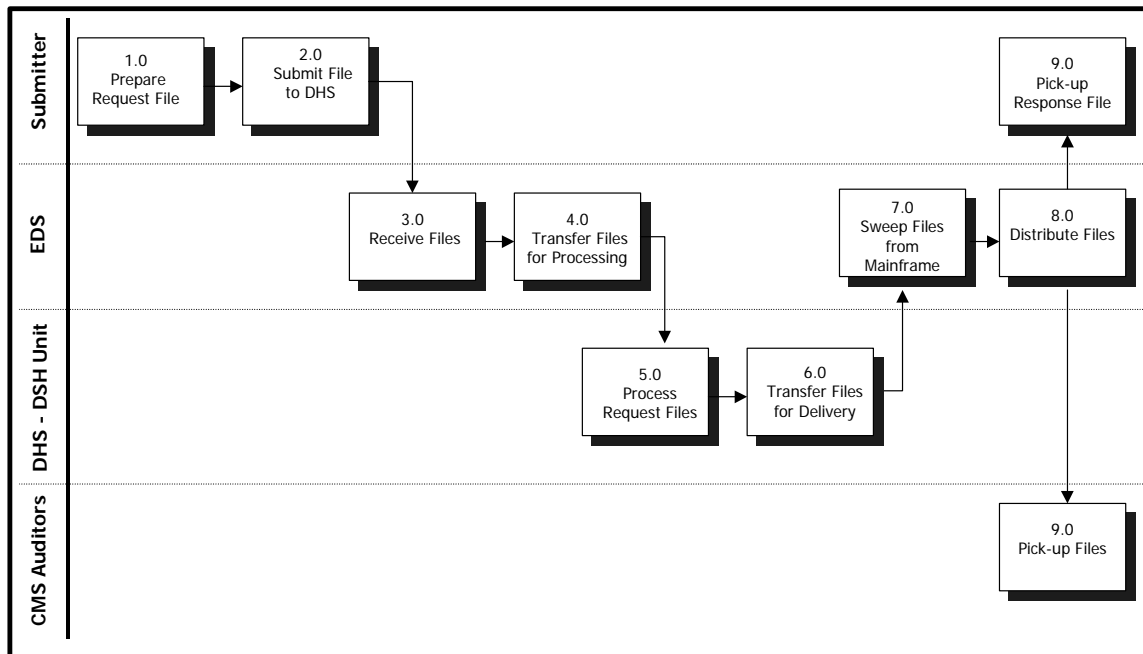 Submitter
1.0
Prepare
Request File
2.0
Submit File
to DHS
9.0
Pick-up
Response File
EDS
3.0
Receive Files
4.0
Transfer Files
for Processing
7.0
Sweep Files
from
Mainframe
8.0
Distribute Files
DHS - DSH Unit
5.0
Process
Request Files
6.0
Transfer Files
for Delivery
CMS Auditors
9.0
Pick-up Files